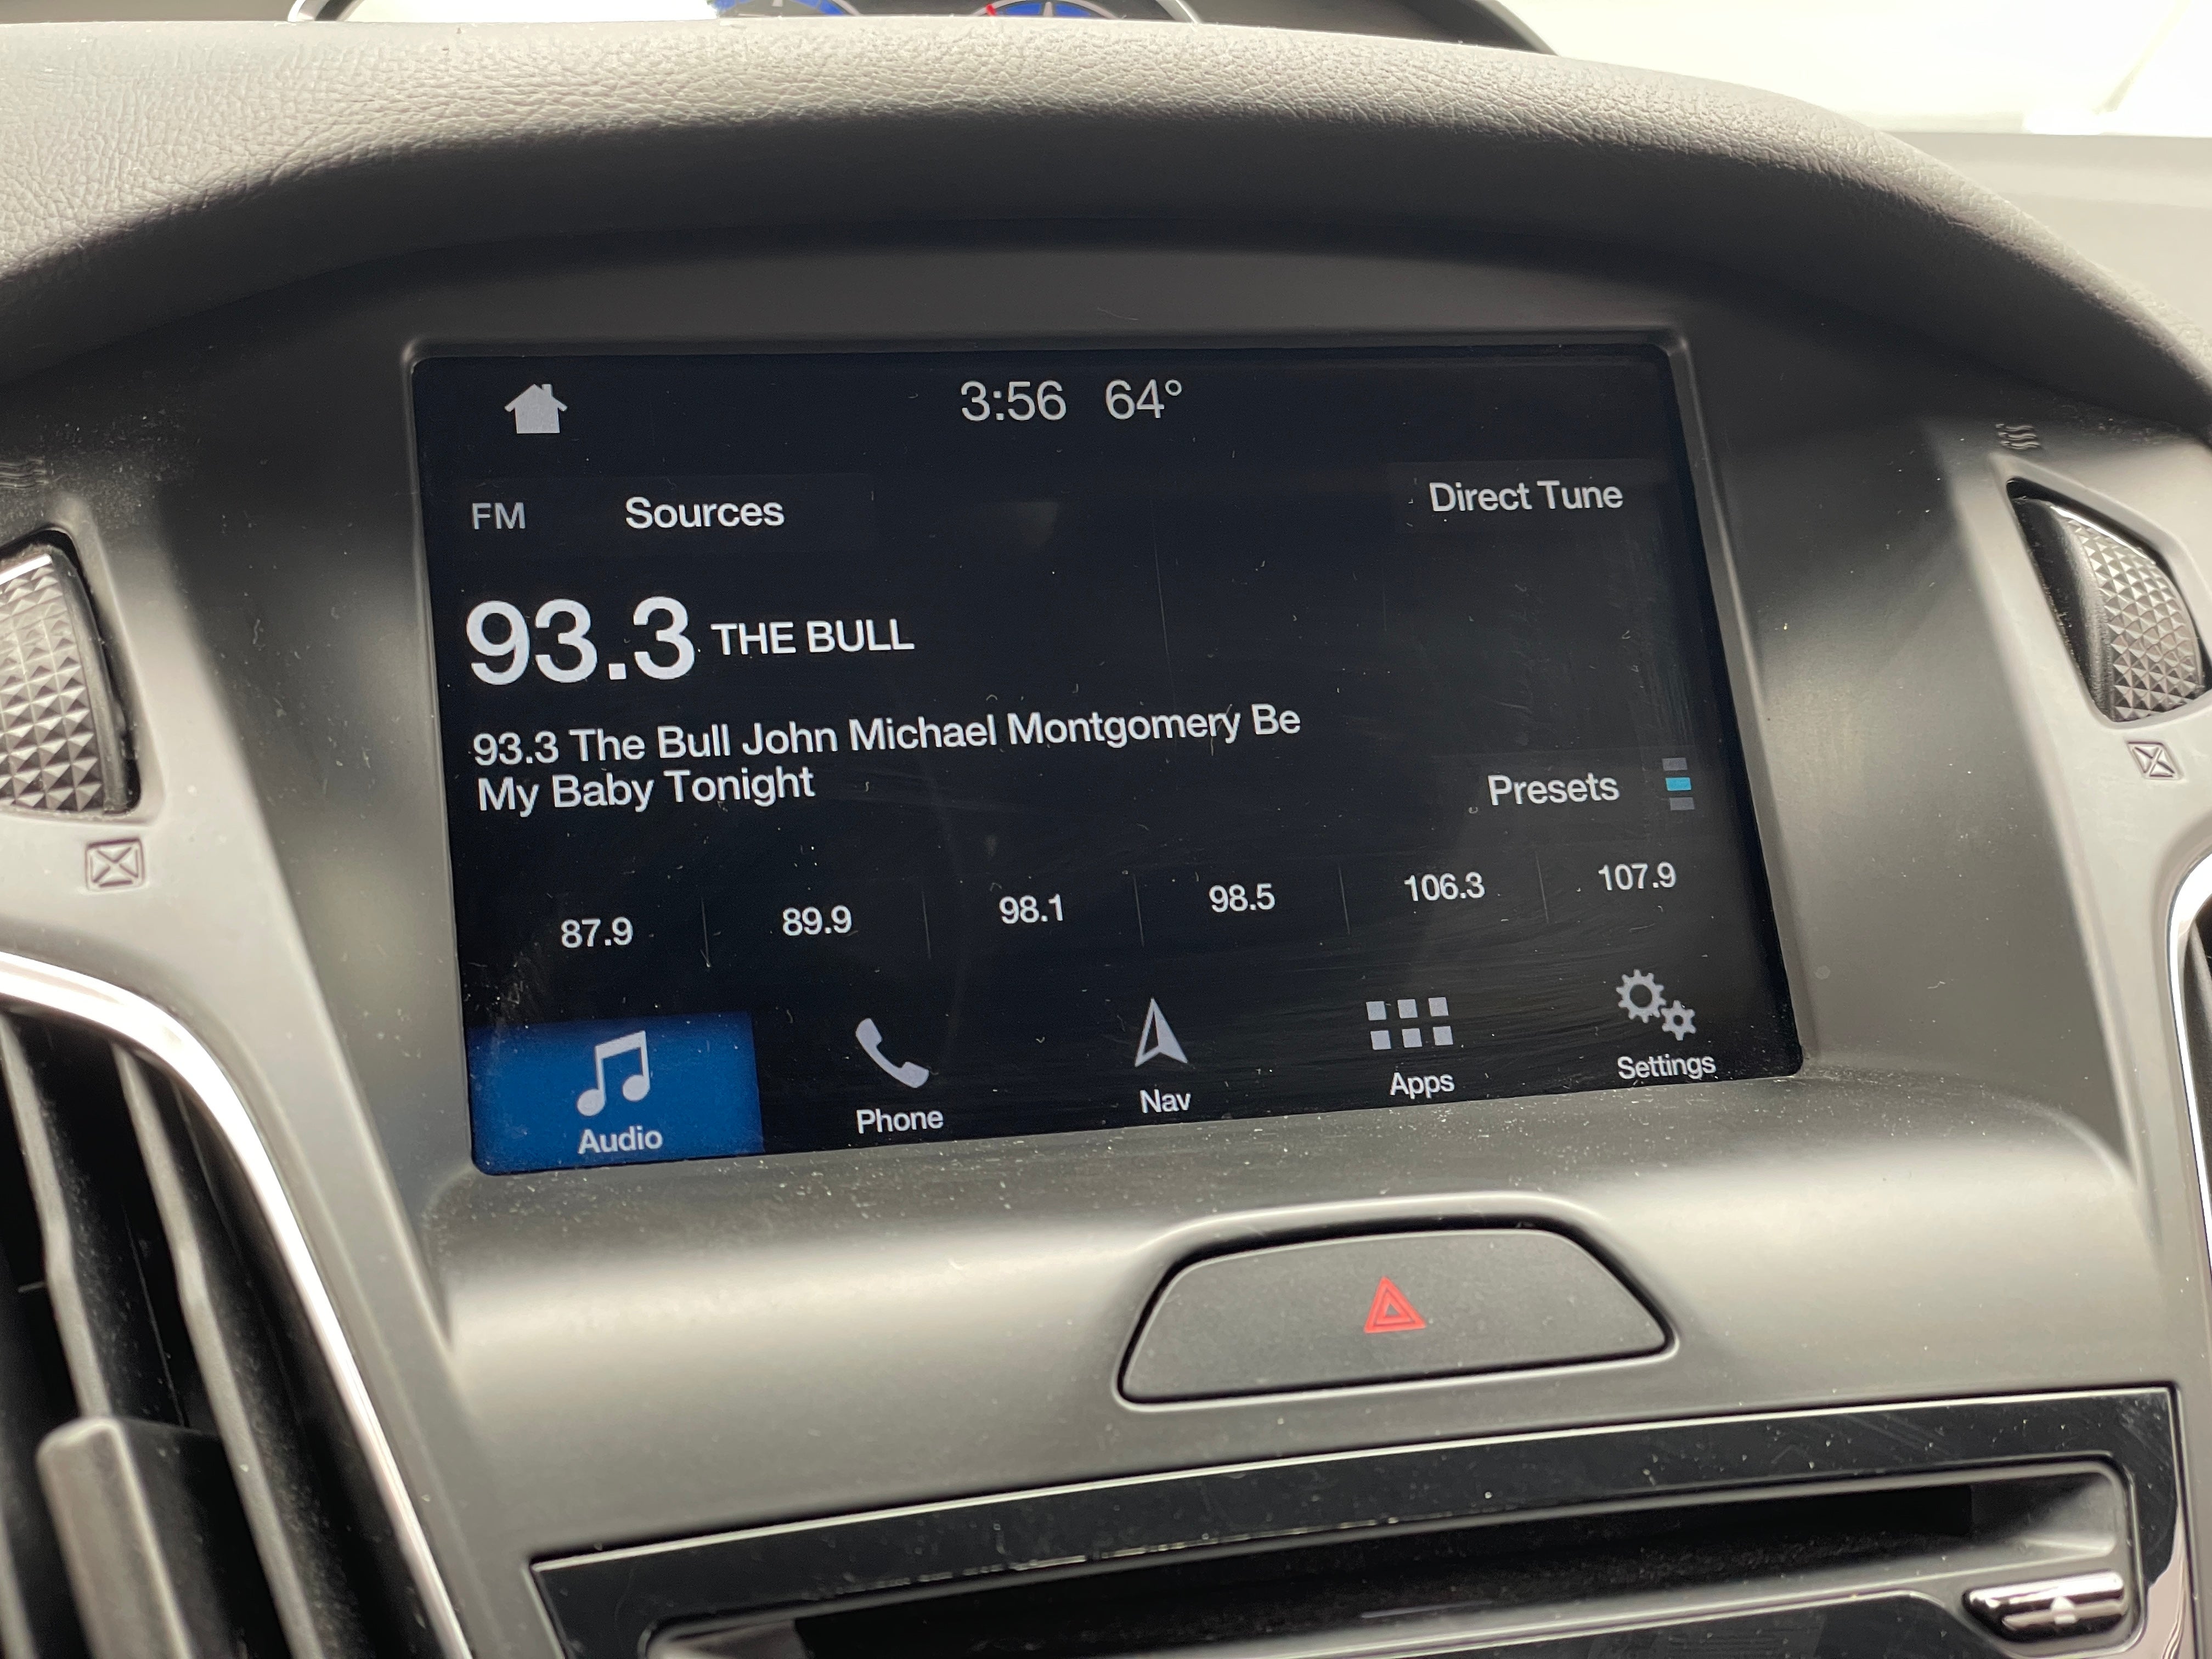 3:56 64°
FM Sources Direct Tune
93.3 THE BULL
93.3 The Bull John Michael Montgomery Be
My Baby Tonight
Presets
87.9 89.9 98.1 98.5 106.3 107.9
Audio Phone Nav Apps Settings